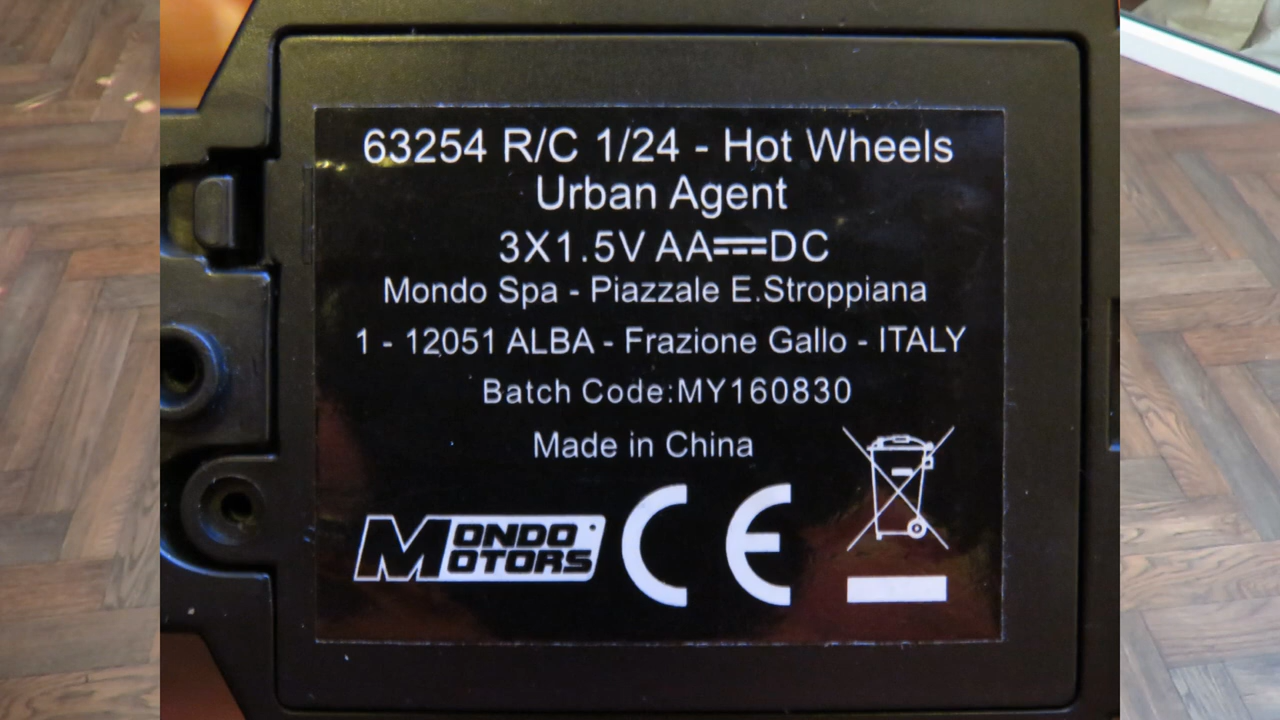 63254 R/C 1/24 - Hot Wheels
Urban Agent
3X1.5V AA⎓DC
Mondo Spa - Piazzale E.Stroppiana
1 - 12051 ALBA - Frazione Gallo - ITALY
Batch Code:MY160830
Made in China
MONDO
MOTORS
CE